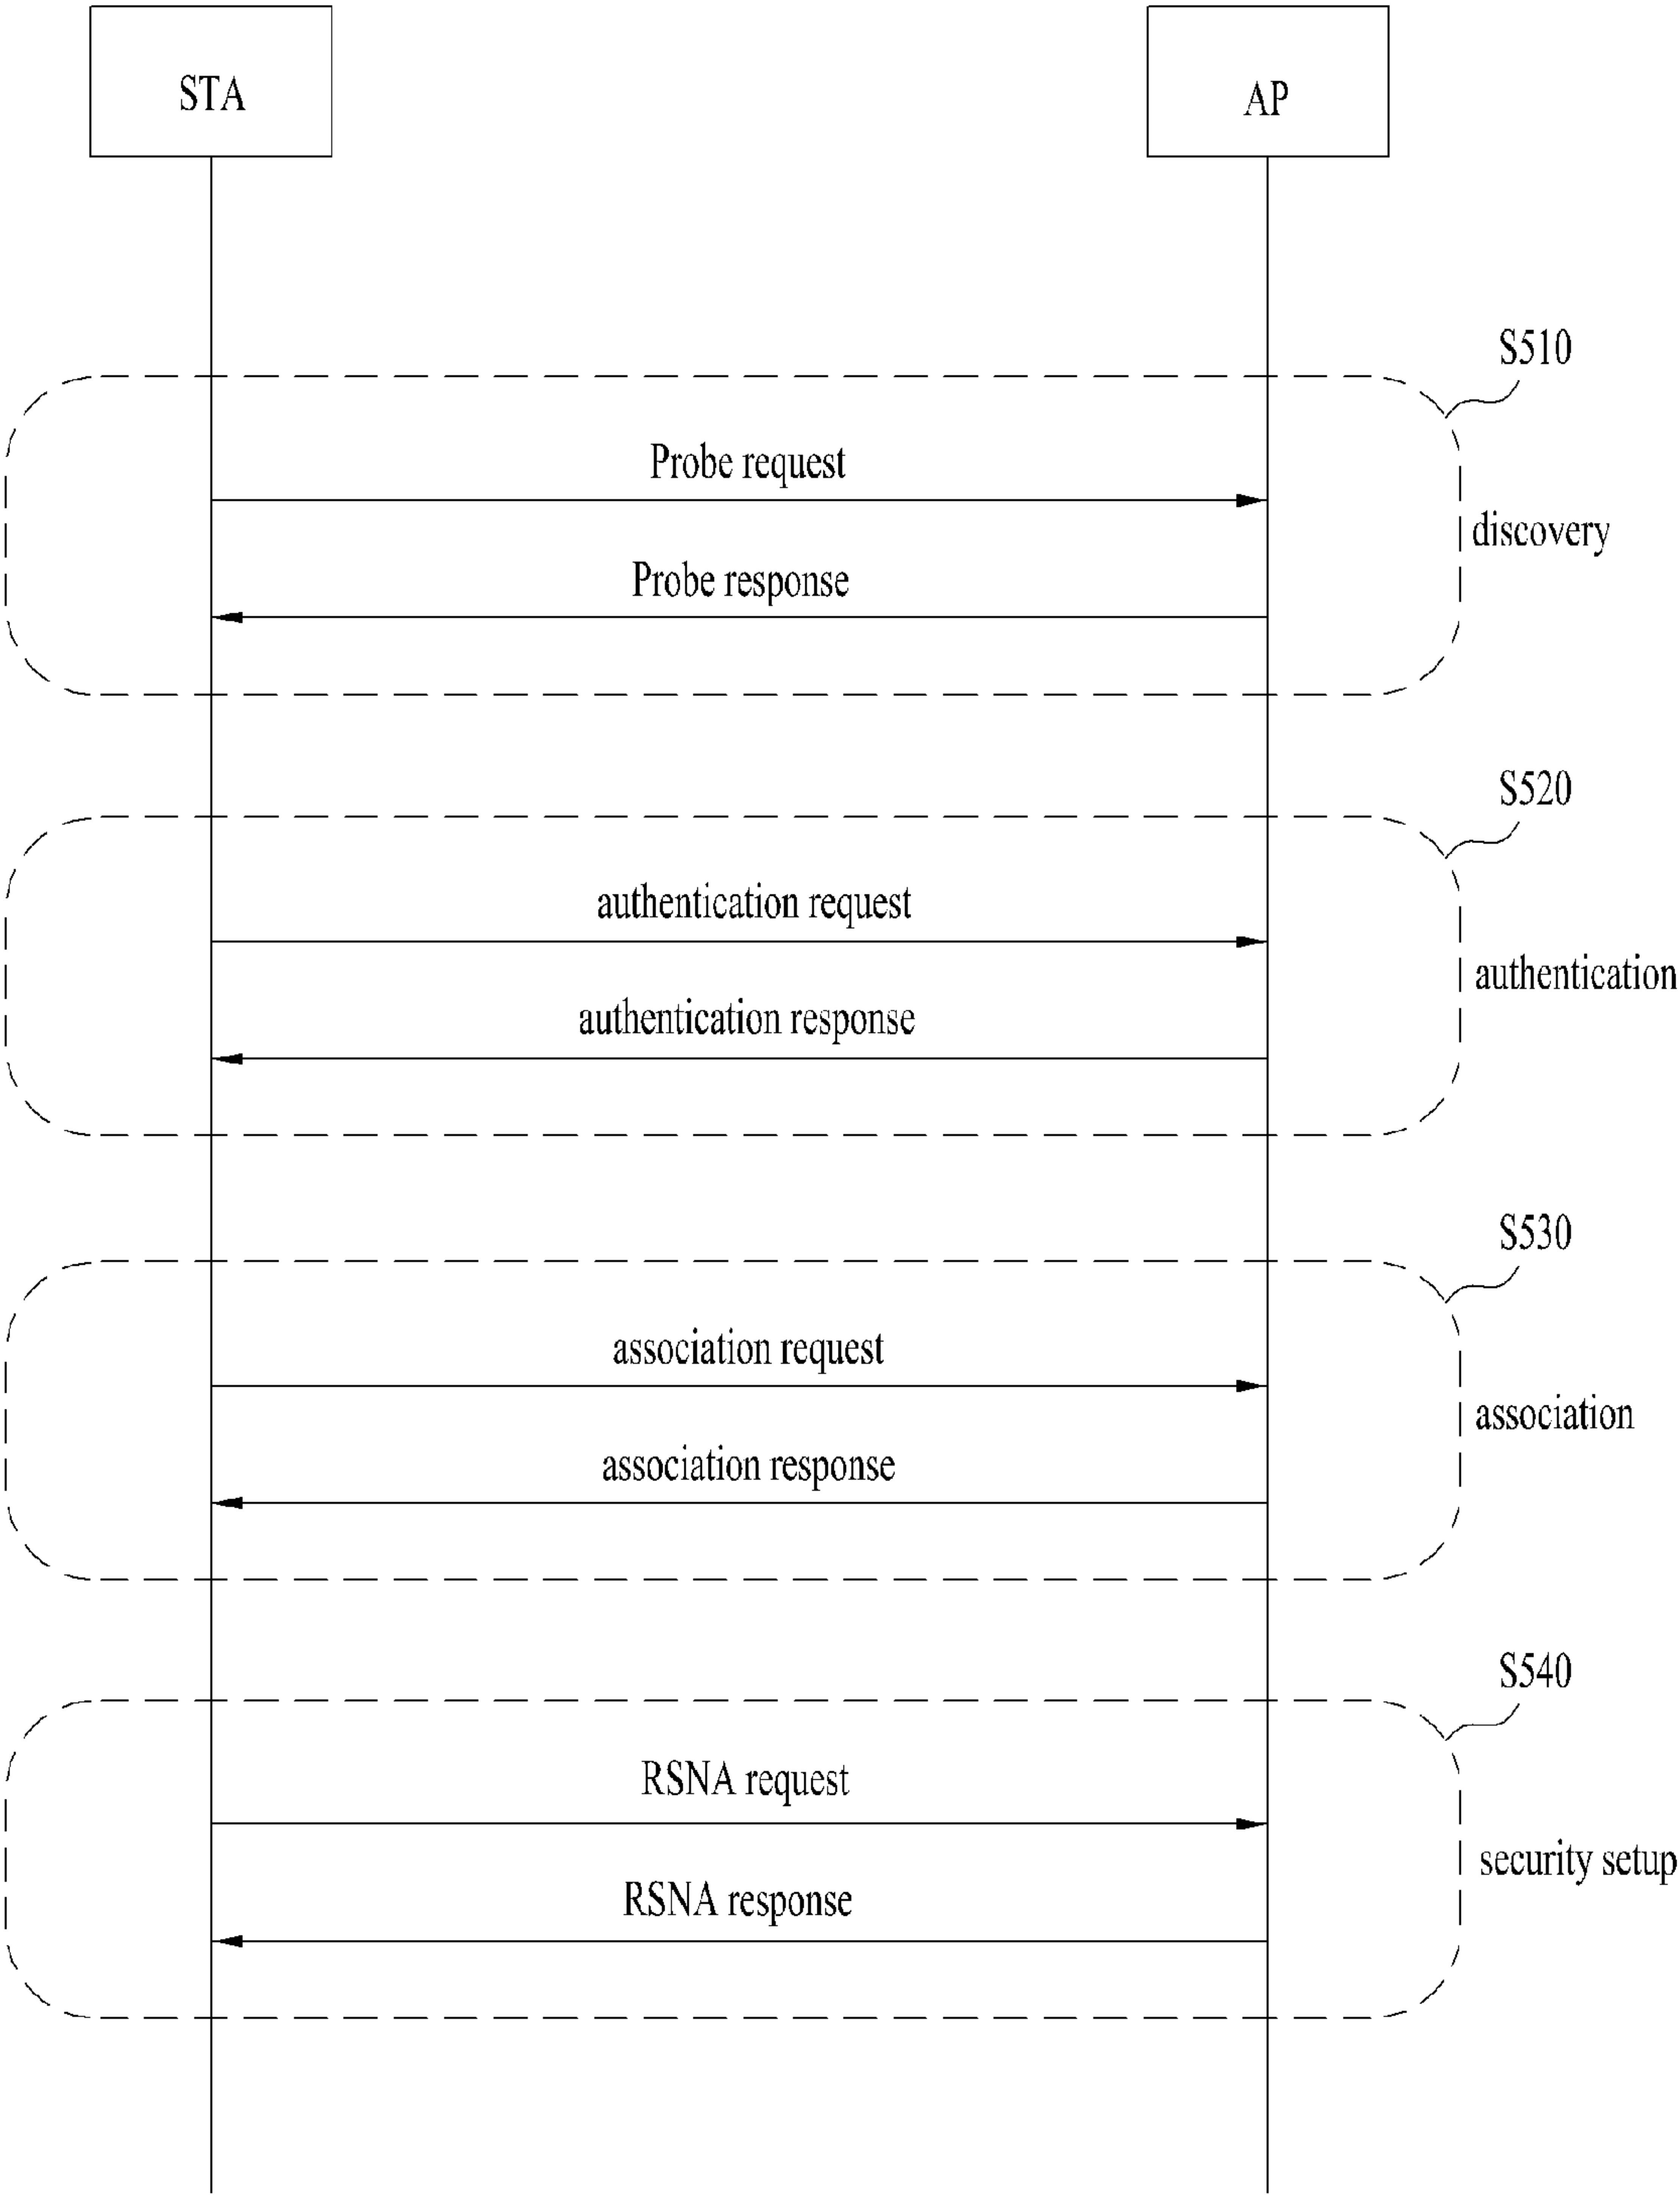 STA
AP
S510
Probe request
discovery
Probe response
S520
authentication request
authentication
authentication response
S530
association request
association
association response
S540
RSNA request
security setup
RSNA response